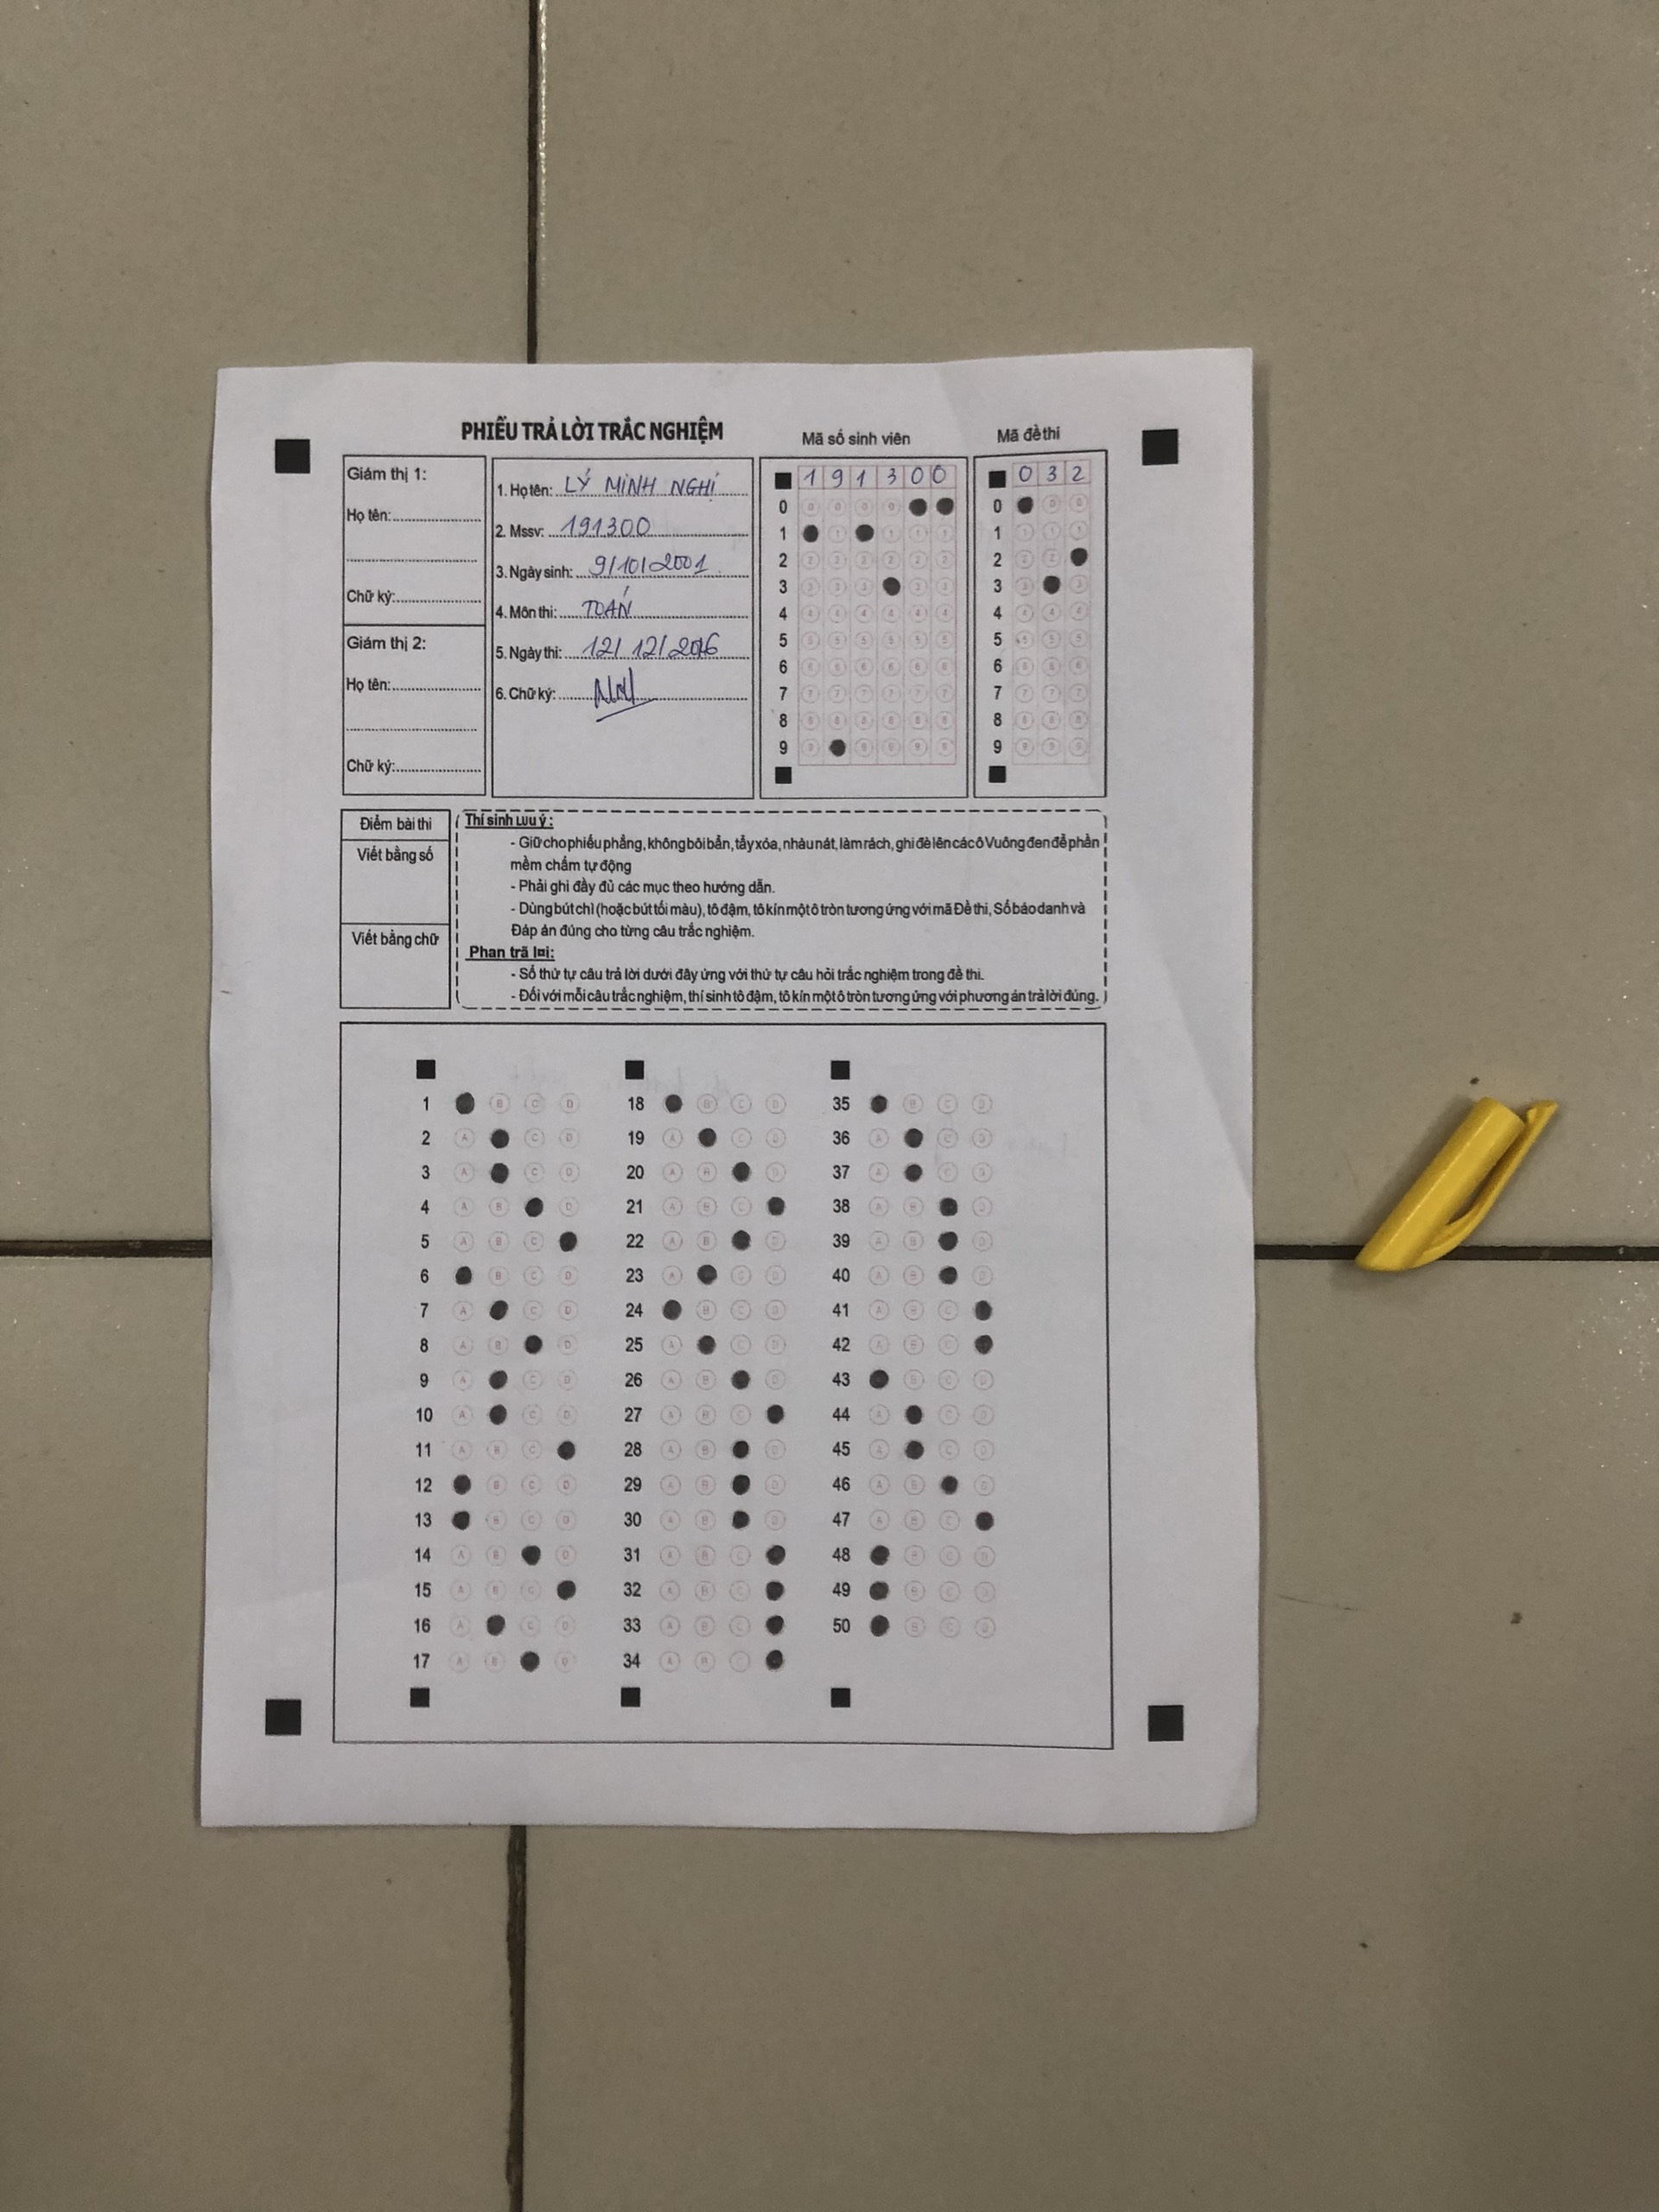 PHIẾU TRẢ LỜI TRẮC NGHIỆM
Mã số sinh viên
Mã đề thi
Giám thị 1:
Họ tên:
Chữ ký:
Giám thị 2:
Họ tên:
Chữ ký:
1. Họ tên: LÝ MINH NGHỊ
2. Mssv: 191300
3. Ngày sinh: 9/10/2001
4. Môn thi: TOÁN
5. Ngày thi: 12/12/2016
6. Chữ ký:
1 9 1 3 0 0
0
1
2
3
4
5
6
7
8
9
0 3 2
0
1
2
3
4
5
6
7
8
9
Điểm bài thi
Viết bằng số
Viết bằng chữ
Thí sinh Lưu ý:
- Giữ cho phiếu phẳng, không bôi bẩn, tẩy xóa, nhàu nát, làm rách, ghi đè lên các ô Vuông đen để phần
mềm chấm tự động
- Phải ghi đầy đủ các mục theo hướng dẫn.
- Dùng bút chì (hoặc bút tối màu), tô đậm, tô kín một ô tròn tương ứng với mã Đề thi, Số báo danh và
Đáp án đúng cho từng câu trắc nghiệm.
Phan trã lai:
- Số thứ tự câu trả lời dưới đây ứng với thứ tự câu hỏi trắc nghiệm trong đề thi.
- Đối với mỗi câu trắc nghiệm, thí sinh tô đậm, tô kín một ô tròn tương ứng với phương án trả lời đúng.
1 B C D
2 A C D
3 A C D
4 A B D
5 A B C
6 B C D
7 A C D
8 A B D
9 A C D
10 A C D
11 A B C
12 B C D
13 B C D
14 A B D
15 A B C
16 A C D
17 A B D
18 B C D
19 A C D
20 A B D
21 A B C
22 A B D
23 A C D
24 B C D
25 A C D
26 A B D
27 A B C
28 A B D
29 A B D
30 A B D
31 A B C
32 A B C
33 A B C
34 A B C
35 B C D
36 A C D
37 A C D
38 A B D
39 A B D
40 A B D
41 A B C
42 A B C
43 B C D
44 A C D
45 A C D
46 A B D
47 A B C
48 B C D
49 B C D
50 B C D